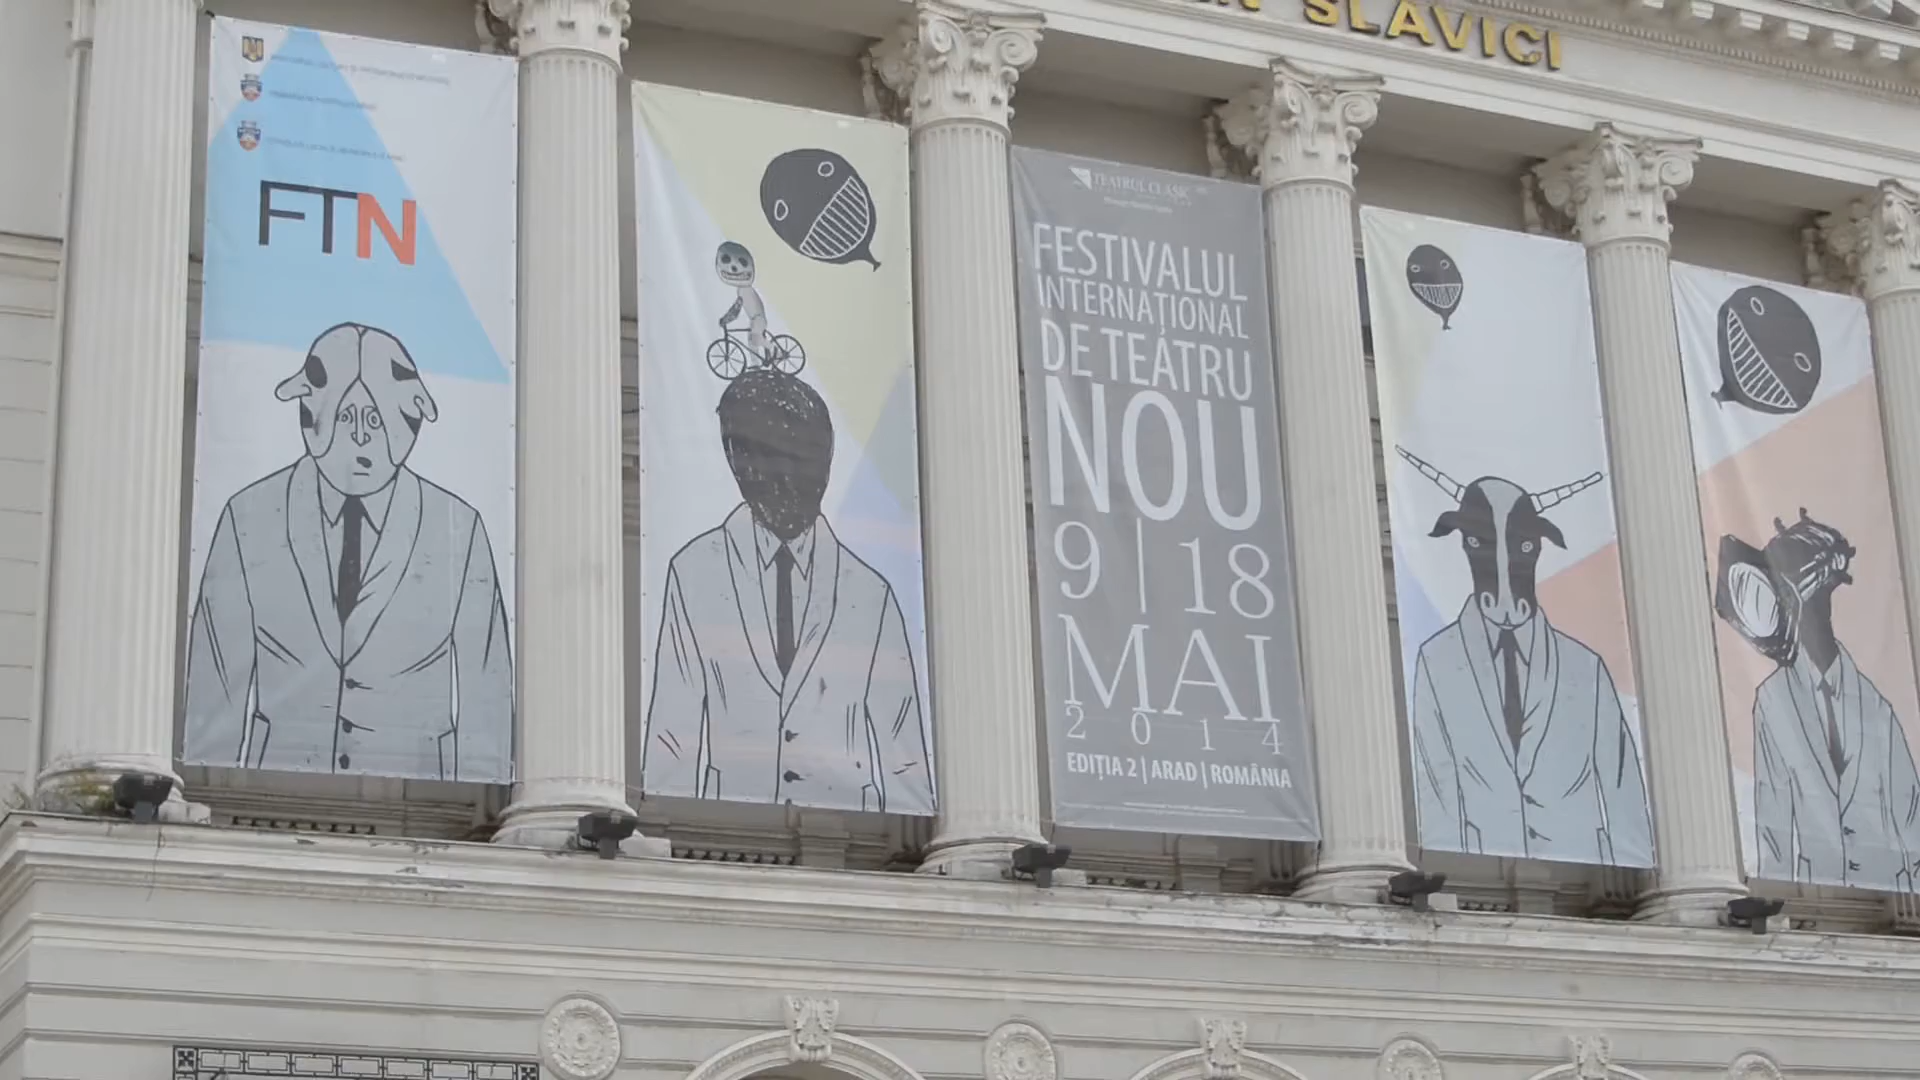 SLAVICI
FTN
TEATRUL CLASIC
FESTIVALUL
INTERNAȚIONAL
DE TEATRU
NOU
9 | 18
MAI
2014
EDIȚIA 2 | ARAD | ROMÂNIA